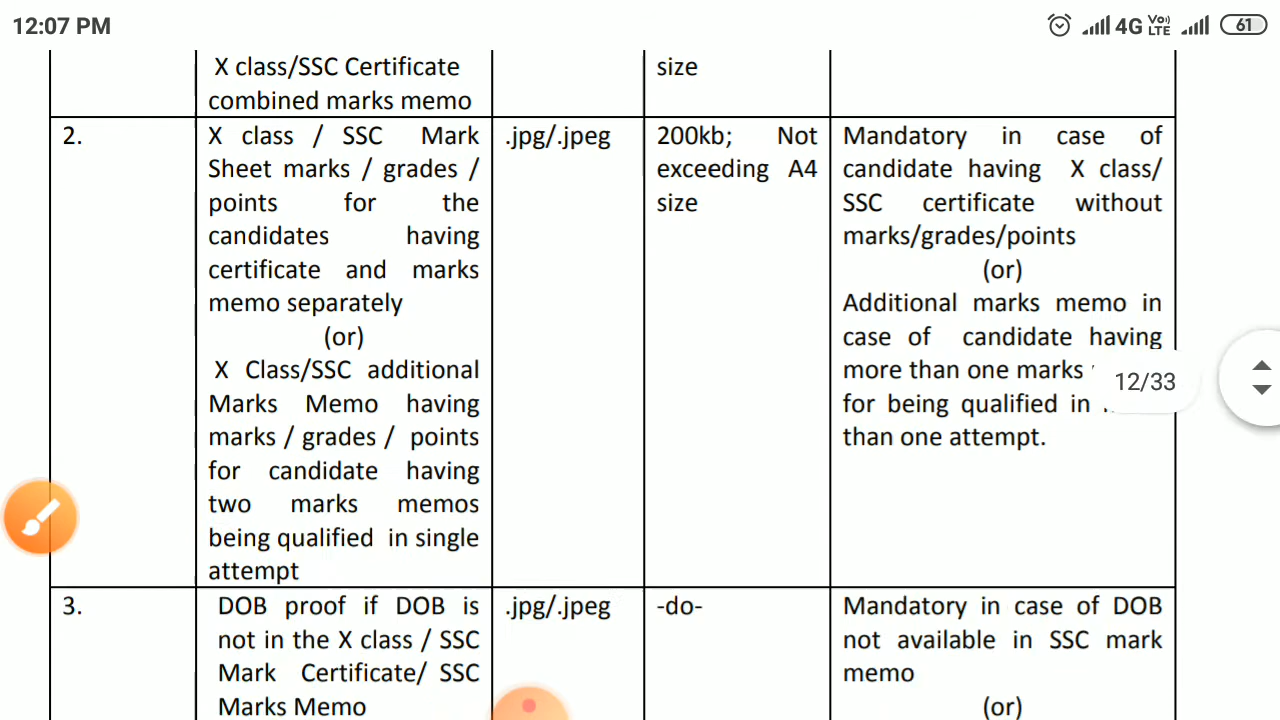 12:07 PM
4G VoLTE
61
X class/SSC Certificate
combined marks memo
size
2.
X class / SSC Mark
Sheet marks / grades /
points for the
candidates having
certificate and marks
memo separately
(or)
X Class/SSC additional
Marks Memo having
marks / grades / points
for candidate having
two marks memos
being qualified in single
attempt
.jpg/.jpeg
200kb; Not
exceeding A4
size
Mandatory in case of
candidate having X class/
SSC certificate without
marks/grades/points
(or)
Additional marks memo in
case of candidate having
more than one marks
for being qualified in
than one attempt.
12/33
3.
DOB proof if DOB is
not in the X class / SSC
Mark Certificate/ SSC
Marks Memo
.jpg/.jpeg
-do-
Mandatory in case of DOB
not available in SSC mark
memo
(or)